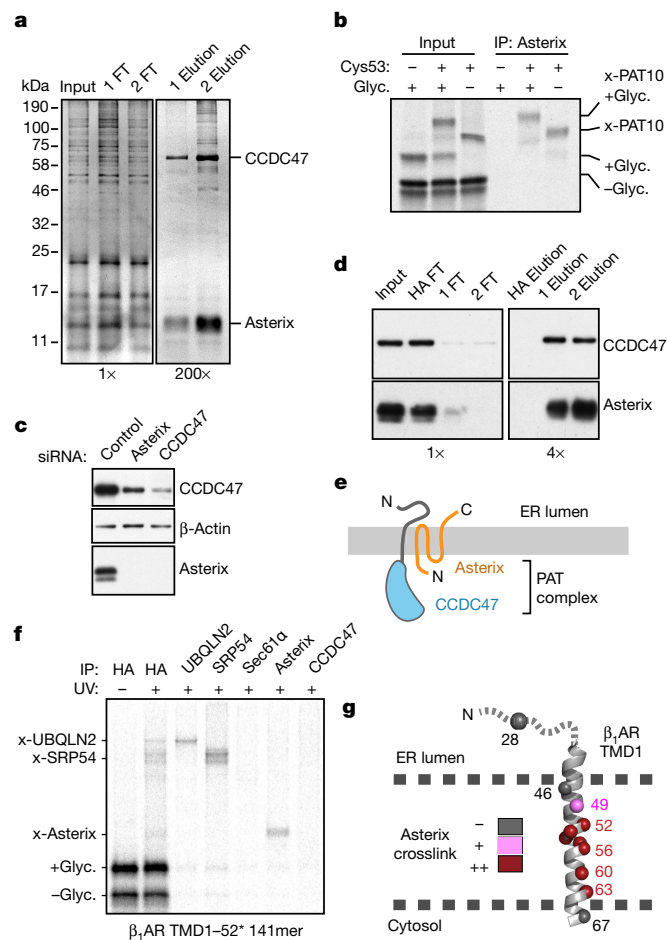 a
kDa
Input
1 FT
2 FT
1 Elution
2 Elution
190
100
75
58
46
32
25
17
11
CCDC47
Asterix
1×
200×
b
Input
IP: Asterix
Cys53: − + + − + +
Glyc. + + − + + −
x-PAT10
+Glyc.
x-PAT10
+Glyc.
−Glyc.
c
siRNA:
Control
Asterix
CCDC47
CCDC47
β-Actin
Asterix
d
Input
HA FT
1 FT
2 FT
HA Elution
1 Elution
2 Elution
CCDC47
Asterix
1×
4×
e
N
C
ER lumen
N
Asterix
CCDC47
PAT
complex
f
IP: HA HA UBQLN2 SRP54 Sec61α Asterix CCDC47
UV: − + + + + + +
x-UBQLN2
x-SRP54
x-Asterix
+Glyc.
−Glyc.
β₁AR TMD1–52* 141mer
g
N
28
β₁AR
TMD1
ER lumen
46
49
52
56
60
63
67
Asterix
crosslink
−
+
++
Cytosol